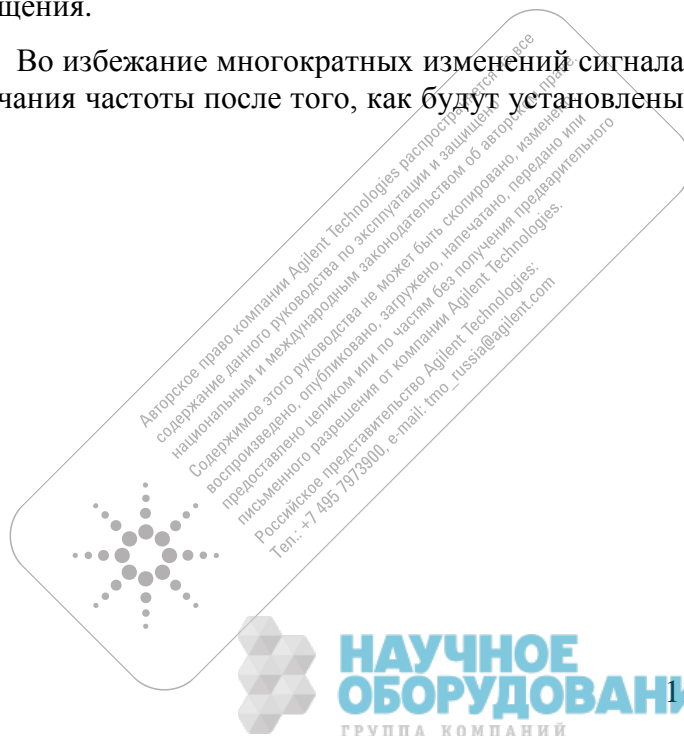 щения.
Во избежание многократных изменений сигнала
чания частоты после того, как будут установлены
Авторское право компании Agilent Technologies распространяется на все
содержание данного руководства по эксплуатации и защищено
национальным и международным законодательством об авторском праве.
Содержимое этого руководства не может быть скопировано, изменено,
воспроизведено, опубликовано, загружено, напечатано, передано или
предоставлено целиком или по частям без получения предварительного
письменного разрешения от компании Agilent Technologies.
Российское представительство Agilent Technologies:
Тел.: +7 495 7973900, e-mail: tmo_russia@agilent.com
НАУЧНОЕ
ОБОРУДОВАНИ
1
ГРУППА КОМПАНИЙ